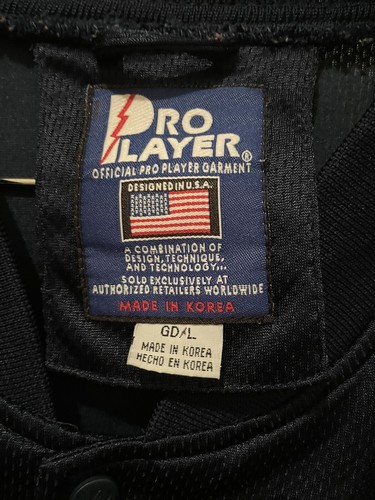 PRO
PLAYER®
OFFICIAL PRO PLAYER GARMENT
DESIGNED IN U.S.A.
A COMBINATION OF
DESIGN, TECHNIQUE,
AND TECHNOLOGY...
SOLD EXCLUSIVELY AT
AUTHORIZED RETAILERS WORLDWIDE
MADE IN KOREA
GD/L
MADE IN KOREA
HECHO EN KOREA